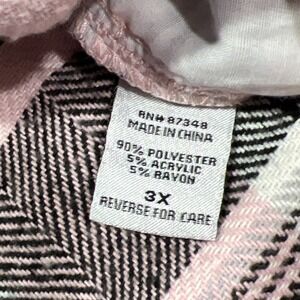 RN# 87348
MADE IN CHINA
90% POLYESTER
5% ACRYLIC
5% RAYON
3X
REVERSE FOR CARE